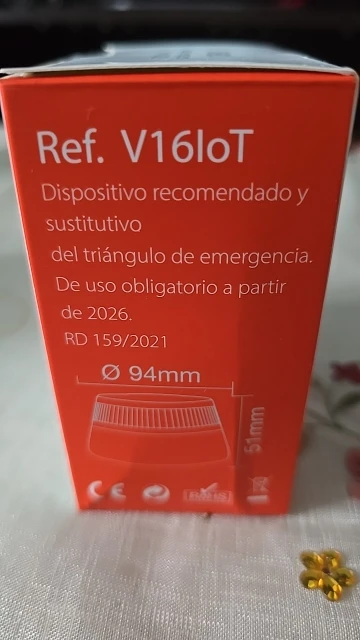 Ref. V16IoT
Dispositivo recomendado y
sustitutivo
del triángulo de emergencia.
De uso obligatorio a partir
de 2026.
RD 159/2021
Ø 94mm
51mm
CE